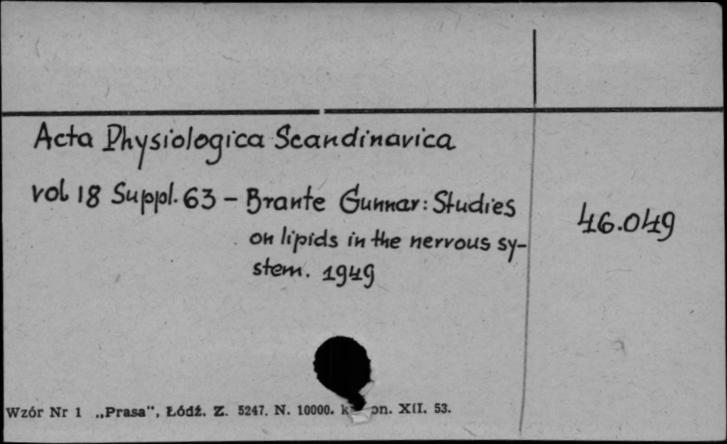 Acta Physiologica Scandinavica
vol 18 Suppl. 63 – Brante Gunnar: Studies
on lipids in the nervous sy-
stem. 1949
46.049
Wzór Nr 1 „Prasa", Łódź. Z. 5247. N. 10000. XII. 53.